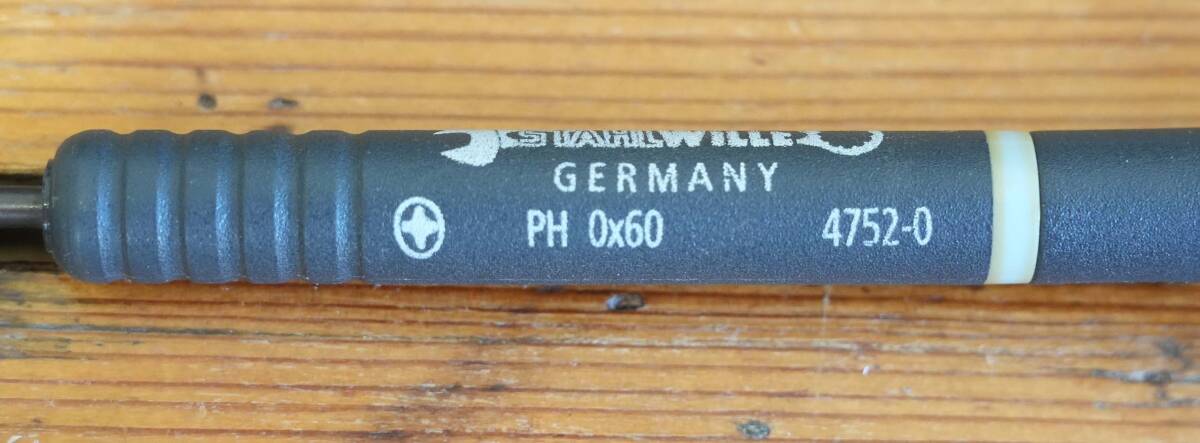 STAHLWILLE
GERMANY
PH 0x60 4752-0